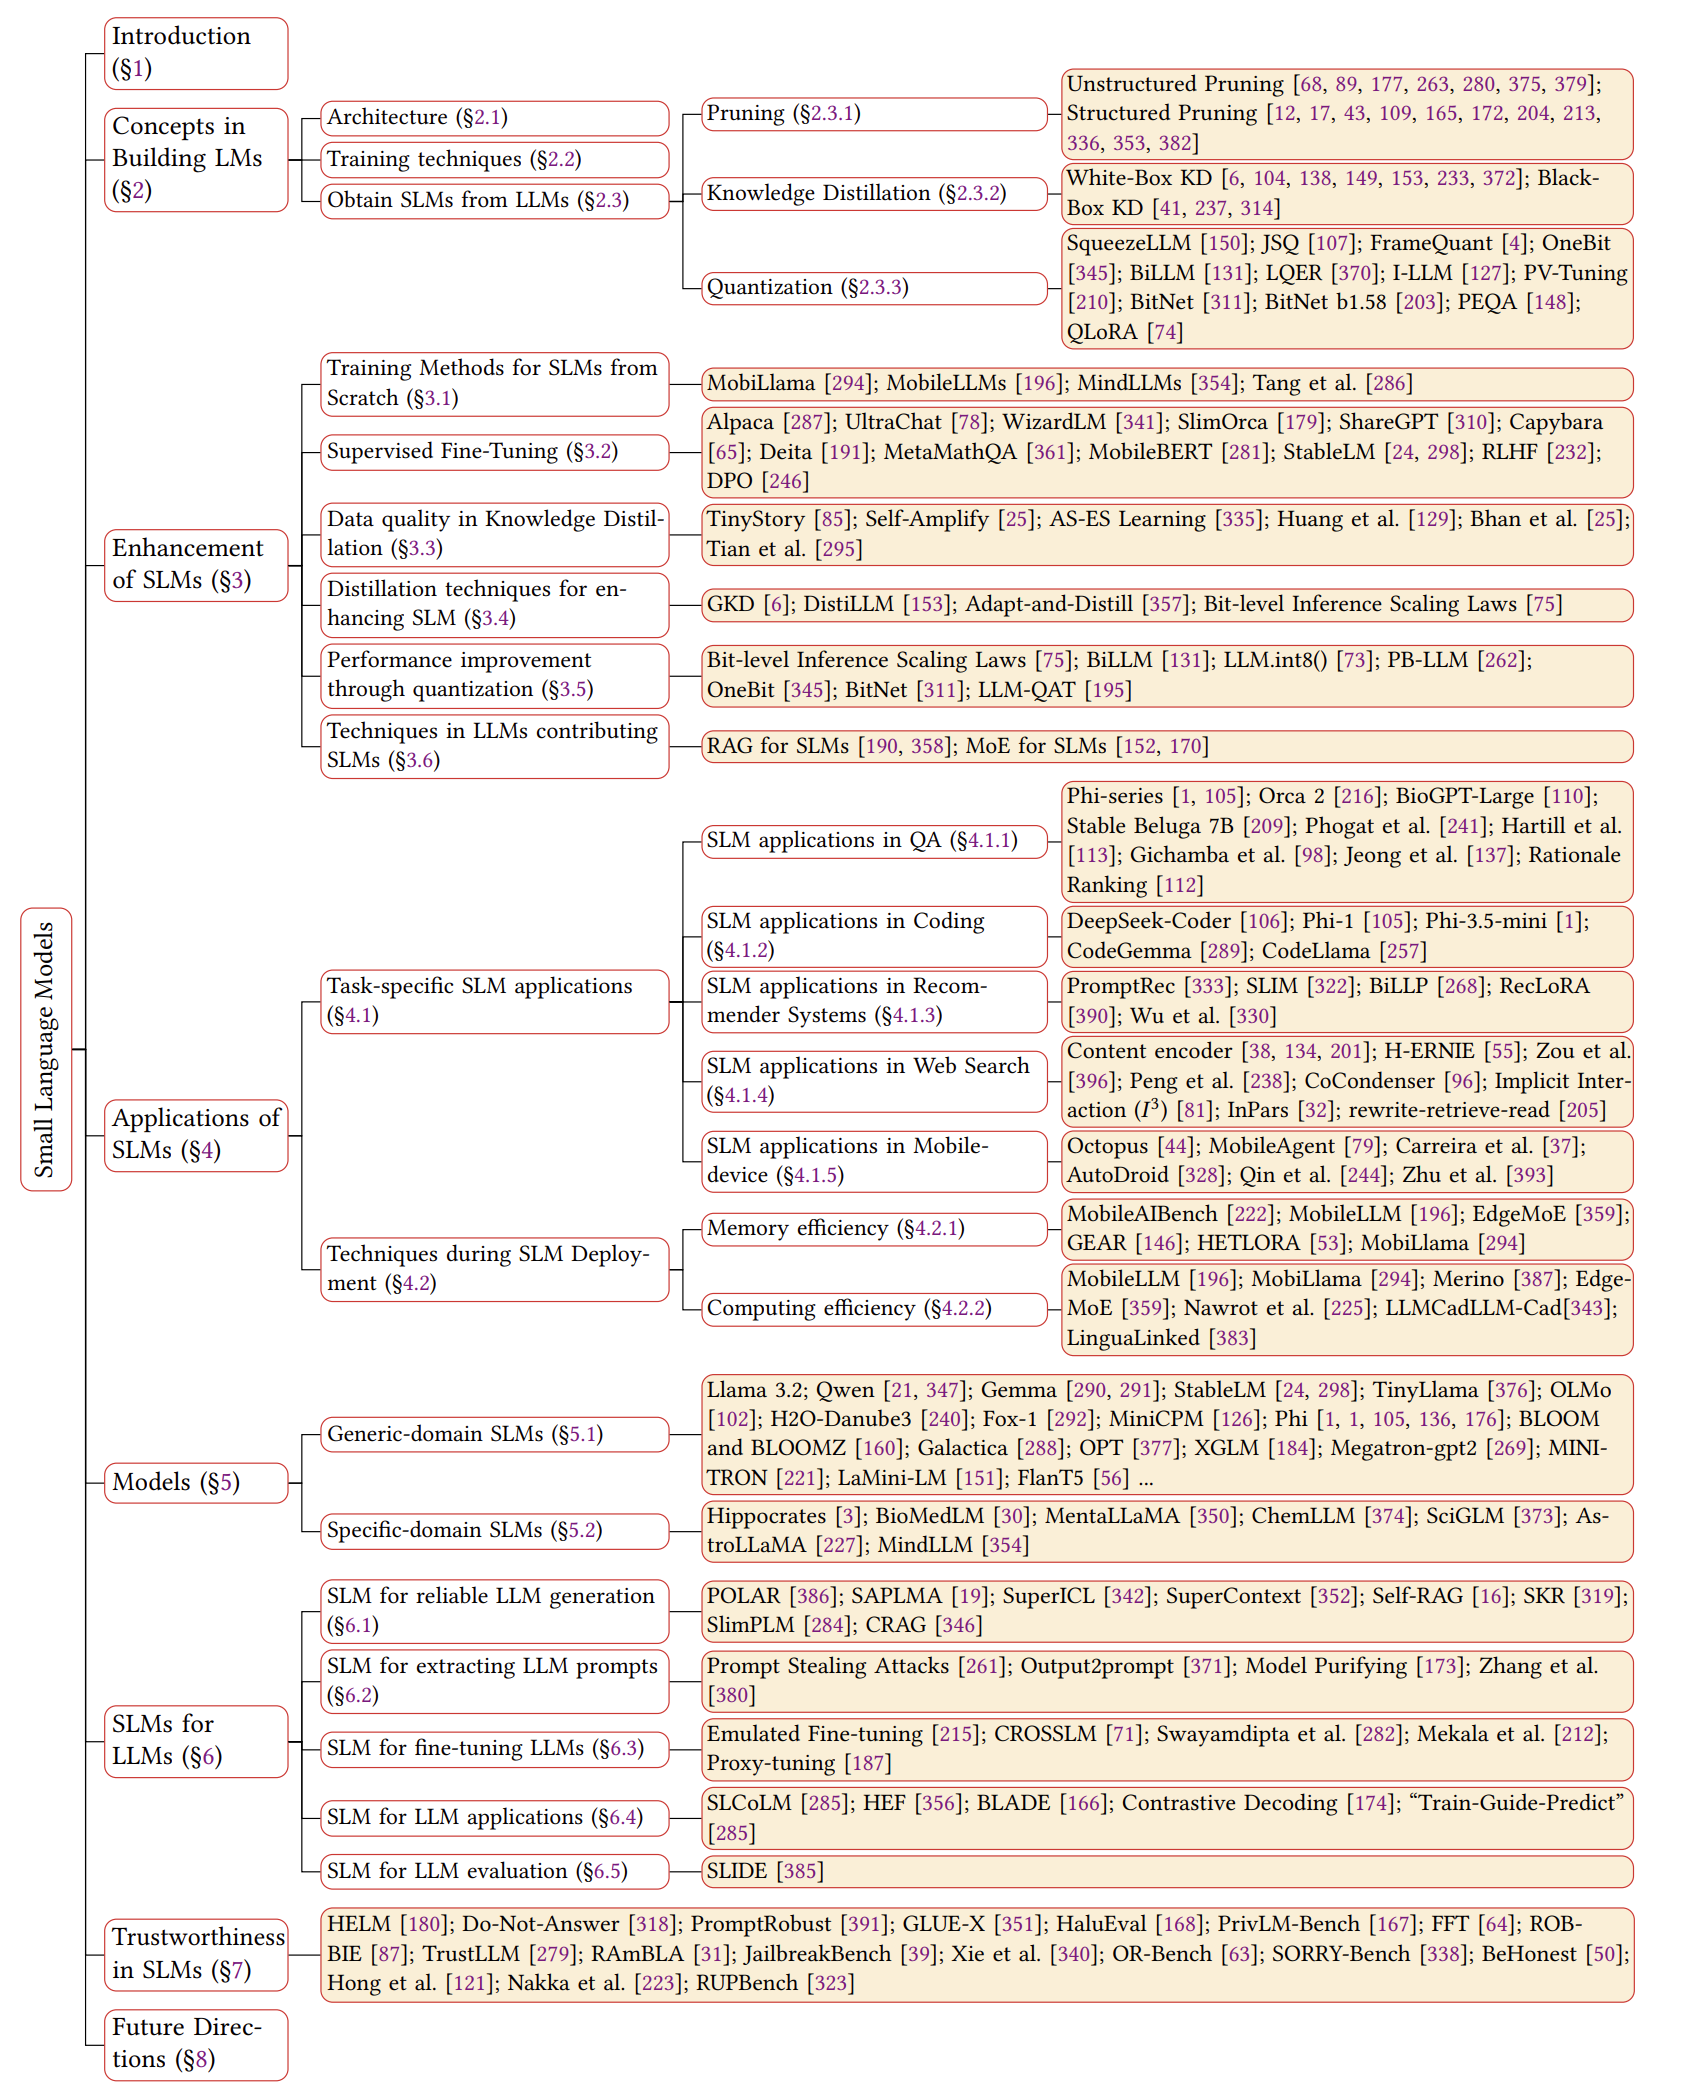 Small Language Models
Introduction
(§1)
Concepts in
Building LMs
(§2)
Architecture (§2.1)
Training techniques (§2.2)
Obtain SLMs from LLMs (§2.3)
Pruning (§2.3.1)
Unstructured Pruning [68, 89, 177, 263, 280, 375, 379];
Structured Pruning [12, 17, 43, 109, 165, 172, 204, 213,
336, 353, 382]
Knowledge Distillation (§2.3.2)
White-Box KD [6, 104, 138, 149, 153, 233, 372]; Black-
Box KD [41, 237, 314]
Quantization (§2.3.3)
SqueezeLLM [150]; JSQ [107]; FrameQuant [4]; OneBit
[345]; BiLLM [131]; LQER [370]; I-LLM [127]; PV-Tuning
[210]; BitNet [311]; BitNet b1.58 [203]; PEQA [148];
QLoRA [74]
Enhancement
of SLMs (§3)
Training Methods for SLMs from
Scratch (§3.1)
MobiLlama [294]; MobileLLMs [196]; MindLLMs [354]; Tang et al. [286]
Supervised Fine-Tuning (§3.2)
Alpaca [287]; UltraChat [78]; WizardLM [341]; SlimOrca [179]; ShareGPT [310]; Capybara
[65]; Deita [191]; MetaMathQA [361]; MobileBERT [281]; StableLM [24, 298]; RLHF [232];
DPO [246]
Data quality in Knowledge Distil-
lation (§3.3)
TinyStory [85]; Self-Amplify [25]; AS-ES Learning [335]; Huang et al. [129]; Bhan et al. [25];
Tian et al. [295]
Distillation techniques for en-
hancing SLM (§3.4)
GKD [6]; DistiLLM [153]; Adapt-and-Distill [357]; Bit-level Inference Scaling Laws [75]
Performance improvement
through quantization (§3.5)
Bit-level Inference Scaling Laws [75]; BiLLM [131]; LLM.int8() [73]; PB-LLM [262];
OneBit [345]; BitNet [311]; LLM-QAT [195]
Techniques in LLMs contributing
SLMs (§3.6)
RAG for SLMs [190, 358]; MoE for SLMs [152, 170]
Applications of
SLMs (§4)
Task-specific SLM applications
(§4.1)
SLM applications in QA (§4.1.1)
Phi-series [1, 105]; Orca 2 [216]; BioGPT-Large [110];
Stable Beluga 7B [209]; Phogat et al. [241]; Hartill et al.
[113]; Gichamba et al. [98]; Jeong et al. [137]; Rationale
Ranking [112]
SLM applications in Coding
(§4.1.2)
DeepSeek-Coder [106]; Phi-1 [105]; Phi-3.5-mini [1];
CodeGemma [289]; CodeLlama [257]
SLM applications in Recom-
mender Systems (§4.1.3)
PromptRec [333]; SLIM [322]; BiLLP [268]; RecLoRA
[390]; Wu et al. [330]
SLM applications in Web Search
(§4.1.4)
Content encoder [38, 134, 201]; H-ERNIE [55]; Zou et al.
[396]; Peng et al. [238]; CoCondenser [96]; Implicit Inter-
action (I³) [81]; InPars [32]; rewrite-retrieve-read [205]
SLM applications in Mobile-
device (§4.1.5)
Octopus [44]; MobileAgent [79]; Carreira et al. [37];
AutoDroid [328]; Qin et al. [244]; Zhu et al. [393]
Techniques during SLM Deploy-
ment (§4.2)
Memory efficiency (§4.2.1)
MobileAIBench [222]; MobileLLM [196]; EdgeMoE [359];
GEAR [146]; HETLORA [53]; MobiLlama [294]
Computing efficiency (§4.2.2)
MobileLLM [196]; MobiLlama [294]; Merino [387]; Edge-
MoE [359]; Nawrot et al. [225]; LLMCadLLM-Cad[343];
LinguaLinked [383]
Models (§5)
Generic-domain SLMs (§5.1)
Llama 3.2; Qwen [21, 347]; Gemma [290, 291]; StableLM [24, 298]; TinyLlama [376]; OLMo
[102]; H2O-Danube3 [240]; Fox-1 [292]; MiniCPM [126]; Phi [1, 1, 105, 136, 176]; BLOOM
and BLOOMZ [160]; Galactica [288]; OPT [377]; XGLM [184]; Megatron-gpt2 [269]; MINI-
TRON [221]; LaMini-LM [151]; FlanT5 [56] ...
Specific-domain SLMs (§5.2)
Hippocrates [3]; BioMedLM [30]; MentaLLaMA [350]; ChemLLM [374]; SciGLM [373]; As-
troLLaMA [227]; MindLLM [354]
SLMs for
LLMs (§6)
SLM for reliable LLM generation
(§6.1)
POLAR [386]; SAPLMA [19]; SuperICL [342]; SuperContext [352]; Self-RAG [16]; SKR [319];
SlimPLM [284]; CRAG [346]
SLM for extracting LLM prompts
(§6.2)
Prompt Stealing Attacks [261]; Output2prompt [371]; Model Purifying [173]; Zhang et al.
[380]
SLM for fine-tuning LLMs (§6.3)
Emulated Fine-tuning [215]; CROSSLM [71]; Swayamdipta et al. [282]; Mekala et al. [212];
Proxy-tuning [187]
SLM for LLM applications (§6.4)
SLCoLM [285]; HEF [356]; BLADE [166]; Contrastive Decoding [174]; “Train-Guide-Predict”
[285]
SLM for LLM evaluation (§6.5)
SLIDE [385]
Trustworthiness
in SLMs (§7)
HELM [180]; Do-Not-Answer [318]; PromptRobust [391]; GLUE-X [351]; HaluEval [168]; PrivLM-Bench [167]; FFT [64]; ROB-
BIE [87]; TrustLLM [279]; RAmBLA [31]; JailbreakBench [39]; Xie et al. [340]; OR-Bench [63]; SORRY-Bench [338]; BeHonest [50];
Hong et al. [121]; Nakka et al. [223]; RUPBench [323]
Future Direc-
tions (§8)